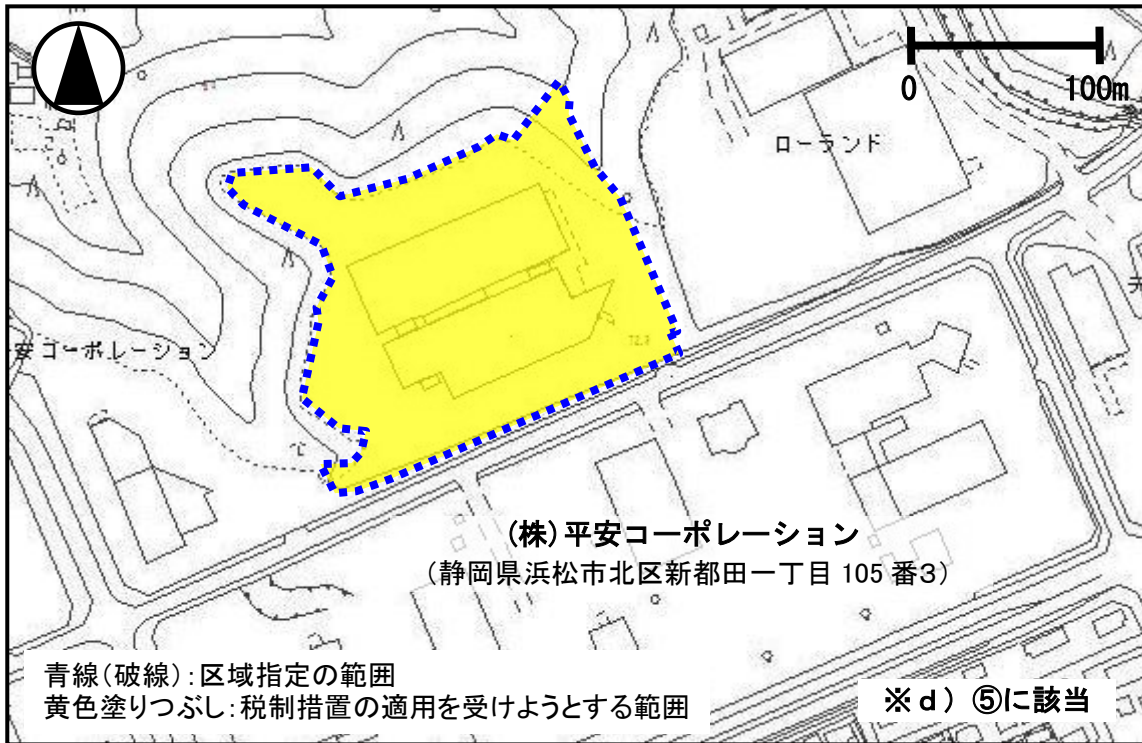 0 100m
ローランド
安コーポレーション
72.3
(株)平安コーポレーション
(静岡県浜松市北区新都田一丁目 105 番3)
青線(破線):区域指定の範囲
黄色塗りつぶし:税制措置の適用を受けようとする範囲
※d) ⑤に該当